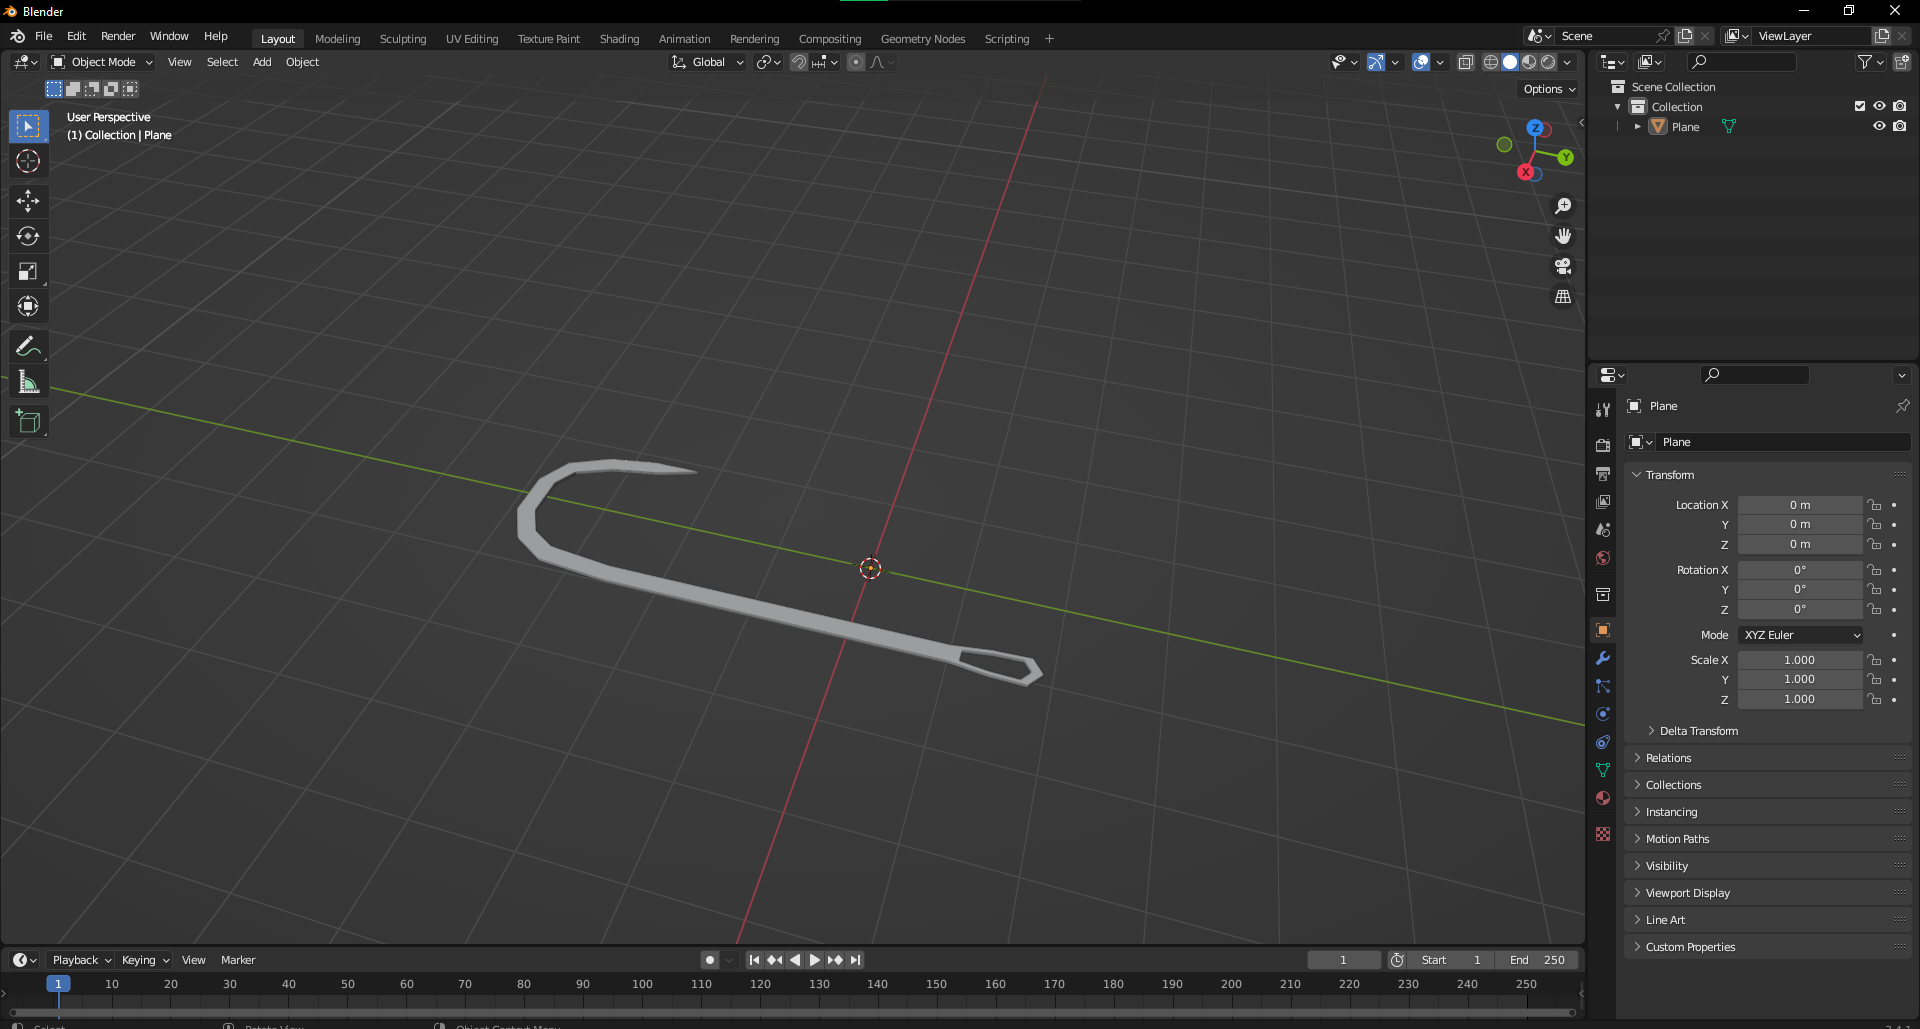 Blender
File Edit Render Window Help Layout Modeling Sculpting UV Editing Texture Paint Shading Animation Rendering Compositing Geometry Nodes Scripting + Scene ViewLayer
Object Mode View Select Add Object Global
Options
User Perspective
(1) Collection | Plane
Z
Y
X
Scene Collection
Collection
Plane
Plane
Plane
Transform
Location X 0 m
Y 0 m
Z 0 m
Rotation X 0°
Y 0°
Z 0°
Mode XYZ Euler
Scale X 1.000
Y 1.000
Z 1.000
Delta Transform
Relations
Collections
Instancing
Motion Paths
Visibility
Viewport Display
Line Art
Custom Properties
Playback Keying View Marker 1 Start 1 End 250
1 10 20 30 40 50 60 70 80 90 100 110 120 130 140 150 160 170 180 190 200 210 220 230 240 250